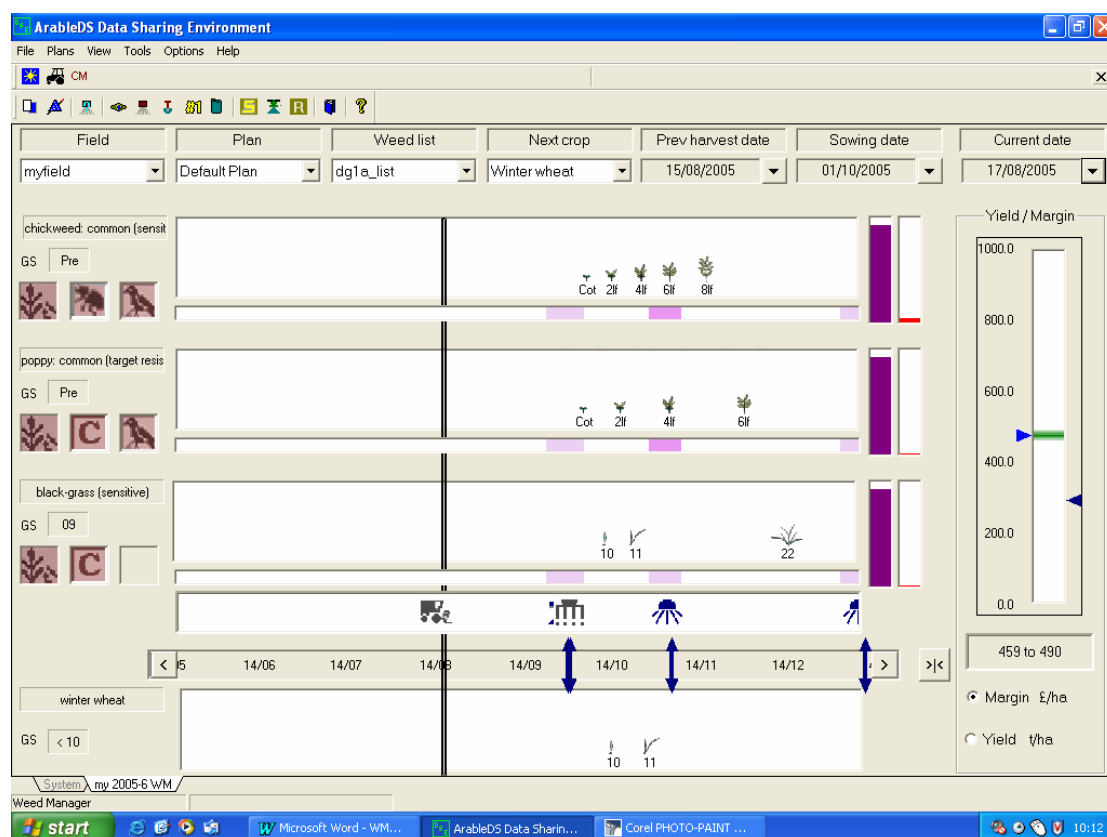 ArableDS Data Sharing Environment
File Plans View Tools Options Help
CM
Field Plan Weed list Next crop Prev harvest date Sowing date Current date
myfield Default Plan dg1a_list Winter wheat 15/08/2005 01/10/2005 17/08/2005
Yield / Margin
chickweed: common (sensit
GS Pre
Cot 2lf 4lf 6lf 8lf
poppy: common (target resis
GS Pre
C
Cot 2lf 4lf 6lf
black-grass (sensitive)
GS 09
C
10 11 22
1000.0
800.0
600.0
400.0
200.0
0.0
14/06 14/07 14/08 14/09 14/10 14/11 14/12
459 to 490
winter wheat
GS < 10
10 11
Margin £/ha
Yield t/ha
System my 2005-6 WM
Weed Manager
start Microsoft Word - WM... ArableDS Data Sharin... Corel PHOTO-PAINT ... 10:12